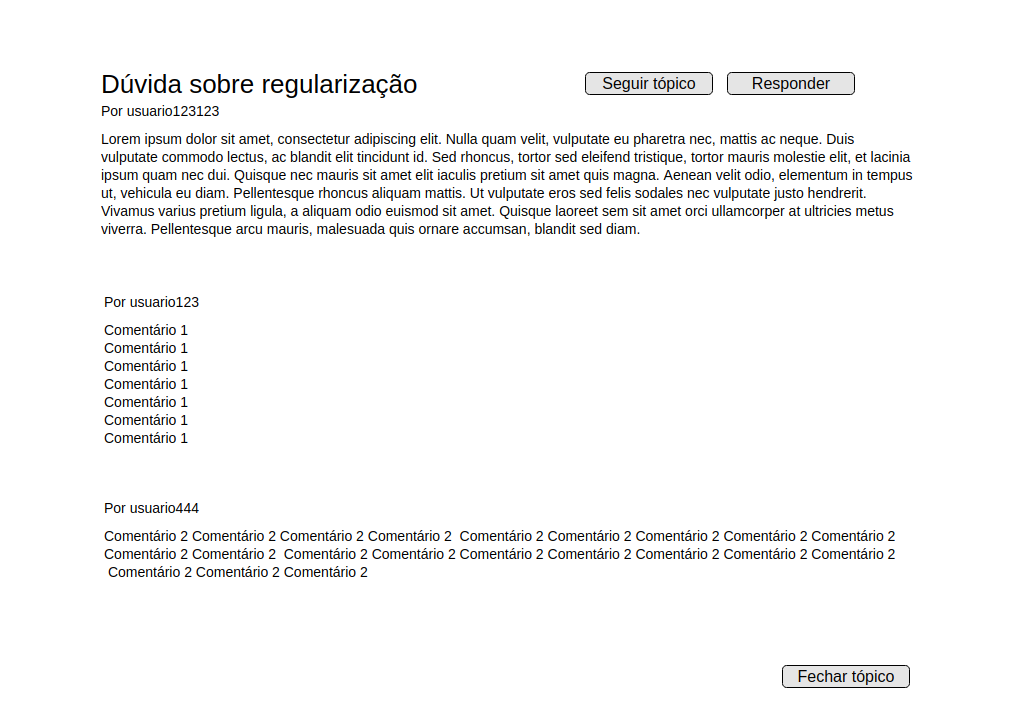 Dúvida sobre regularização
Seguir tópico
Responder
Por usuario123123
Lorem ipsum dolor sit amet, consectetur adipiscing elit. Nulla quam velit, vulputate eu pharetra nec, mattis ac neque. Duis
vulputate commodo lectus, ac blandit elit tincidunt id. Sed rhoncus, tortor sed eleifend tristique, tortor mauris molestie elit, et lacinia
ipsum quam nec dui. Quisque nec mauris sit amet elit iaculis pretium sit amet quis magna. Aenean velit odio, elementum in tempus
ut, vehicula eu diam. Pellentesque rhoncus aliquam mattis. Ut vulputate eros sed felis sodales nec vulputate justo hendrerit.
Vivamus varius pretium ligula, a aliquam odio euismod sit amet. Quisque laoreet sem sit amet orci ullamcorper at ultricies metus
viverra. Pellentesque arcu mauris, malesuada quis ornare accumsan, blandit sed diam.
Por usuario123
Comentário 1
Comentário 1
Comentário 1
Comentário 1
Comentário 1
Comentário 1
Comentário 1
Por usuario444
Comentário 2 Comentário 2 Comentário 2 Comentário 2  Comentário 2 Comentário 2 Comentário 2 Comentário 2 Comentário 2
Comentário 2 Comentário 2  Comentário 2 Comentário 2 Comentário 2 Comentário 2 Comentário 2 Comentário 2 Comentário 2
Comentário 2 Comentário 2 Comentário 2
Fechar tópico